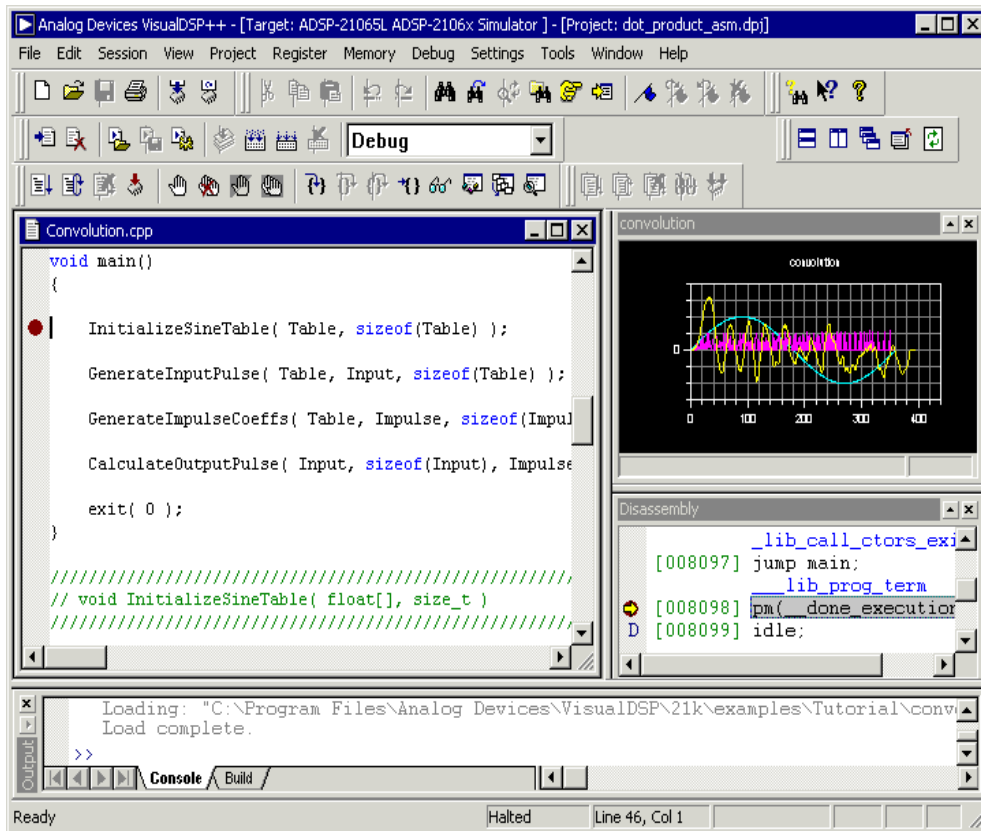 Analog Devices VisualDSP++ - [Target: ADSP-21065L ADSP-2106x Simulator ] - [Project: dot_product_asm.dpj]
File Edit Session View Project Register Memory Debug Settings Tools Window Help
Debug
Convolution.cpp
void main()
{
InitializeSineTable( Table, sizeof(Table) );
GenerateInputPulse( Table, Input, sizeof(Table) );
GenerateImpulseCoeffs( Table, Impulse, sizeof(Impul
CalculateOutputPulse( Input, sizeof(Input), Impulse
exit( 0 );
}
//////////////////////////////////////////////////////
// void InitializeSineTable( float[], size_t )
//////////////////////////////////////////////////////
convolution
convolution
0
0 100 200 300 400
Disassembly
_lib_call_ctors_exi
[008097] jump main;
___lib_prog_term
[008098] pm(__done_execution
D [008099] idle;
Output
Loading: "C:\Program Files\Analog Devices\VisualDSP\21k\examples\Tutorial\conv
Load complete.
>>
Console Build
Ready Halted Line 46, Col 1